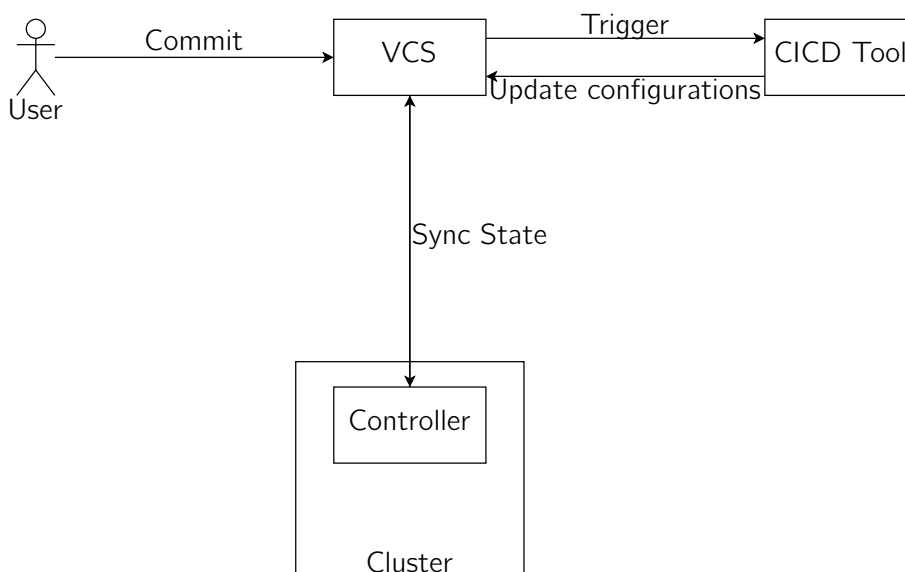 Commit
VCS
Trigger
CICD Tool
Update configurations
User
Sync State
Controller
Cluster